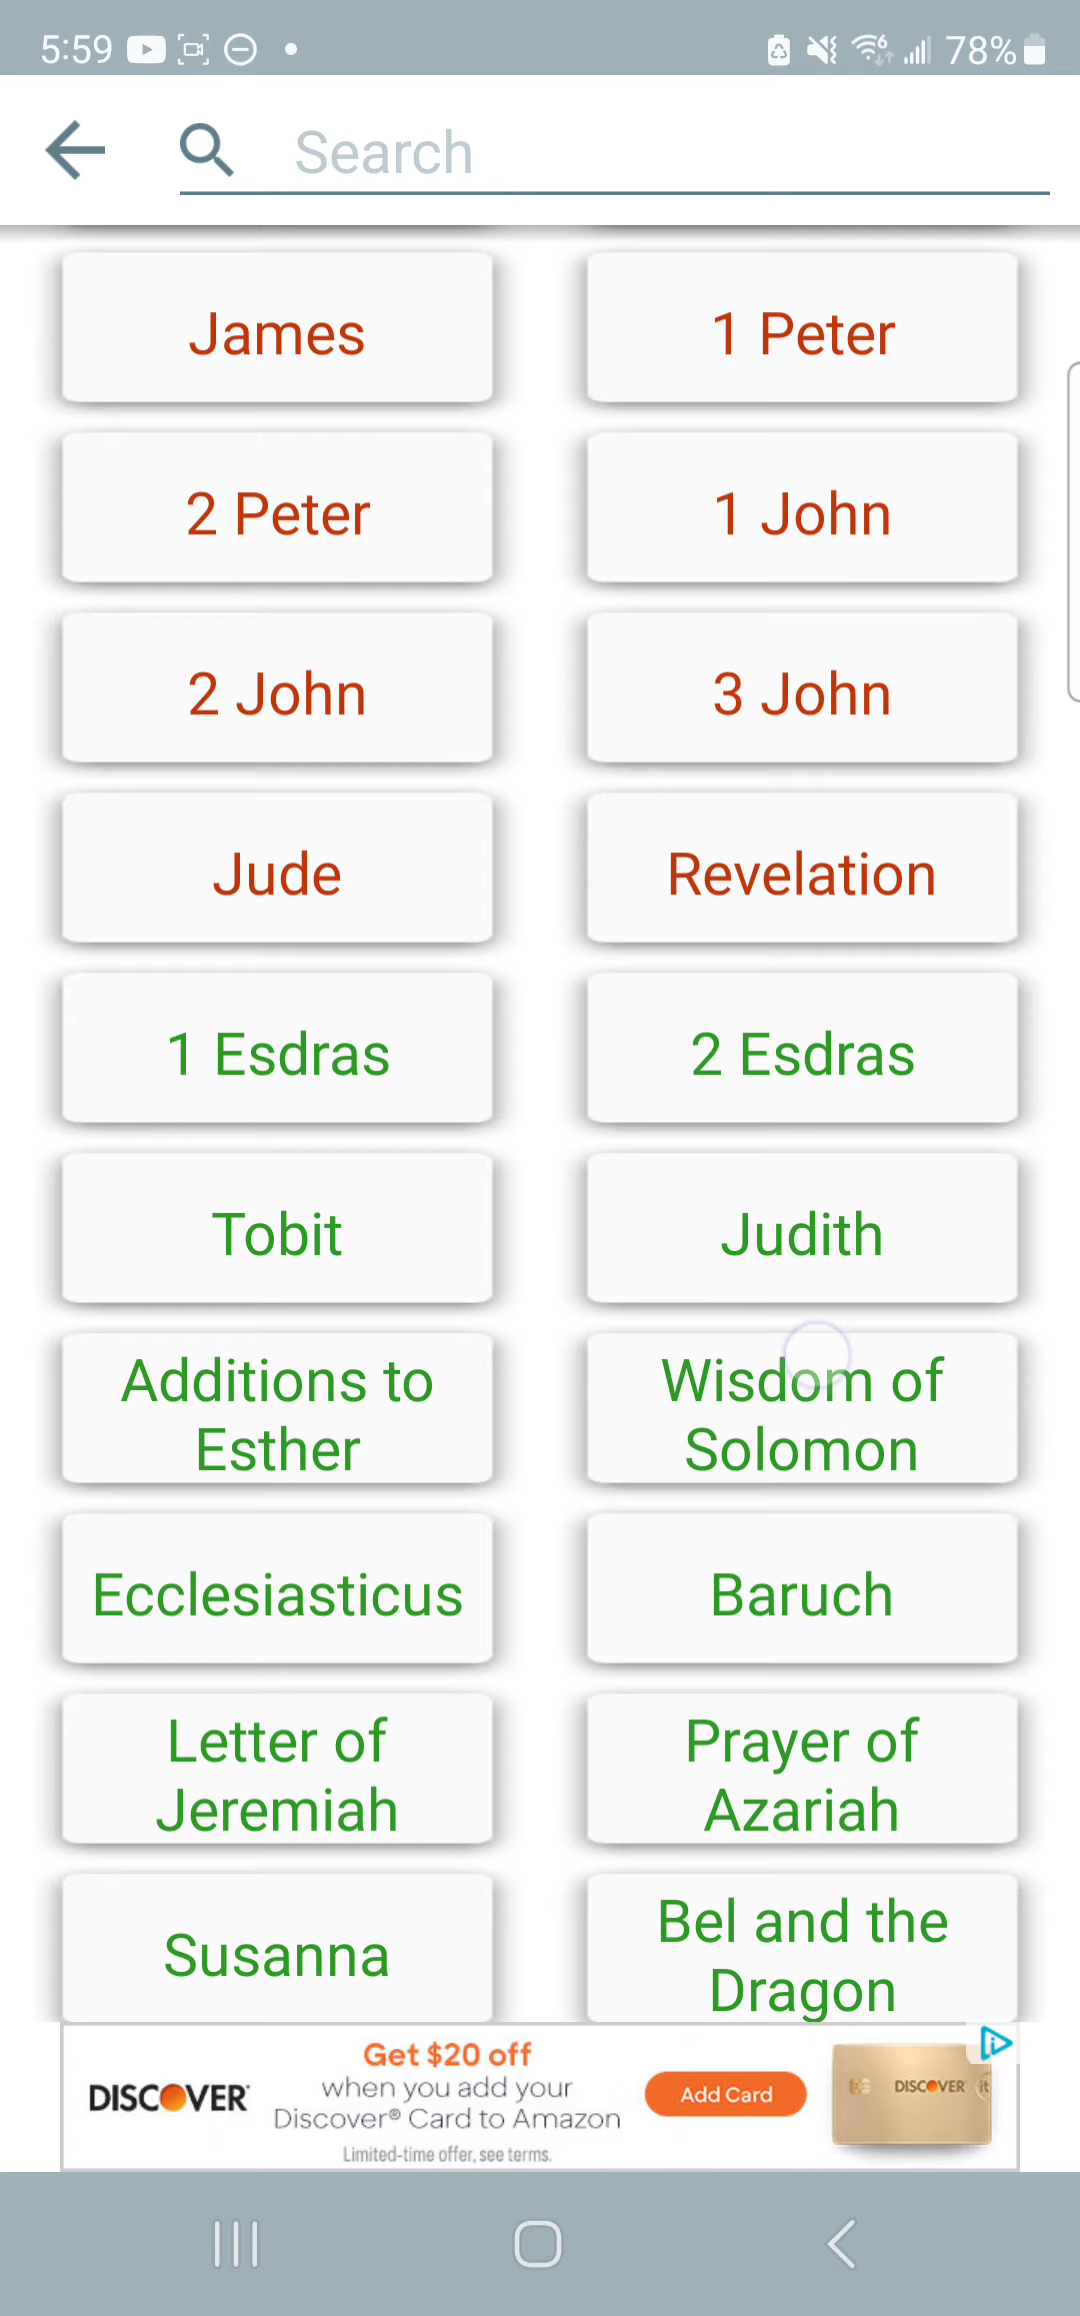 5:59
78%
Search
James
1 Peter
2 Peter
1 John
2 John
3 John
Jude
Revelation
1 Esdras
2 Esdras
Tobit
Judith
Additions to
Esther
Wisdom of
Solomon
Ecclesiasticus
Baruch
Letter of
Jeremiah
Prayer of
Azariah
Susanna
Bel and the
Dragon
DISCOVER
Get $20 off
when you add your
Discover® Card to Amazon
Limited-time offer, see terms.
Add Card
DISCOVER it